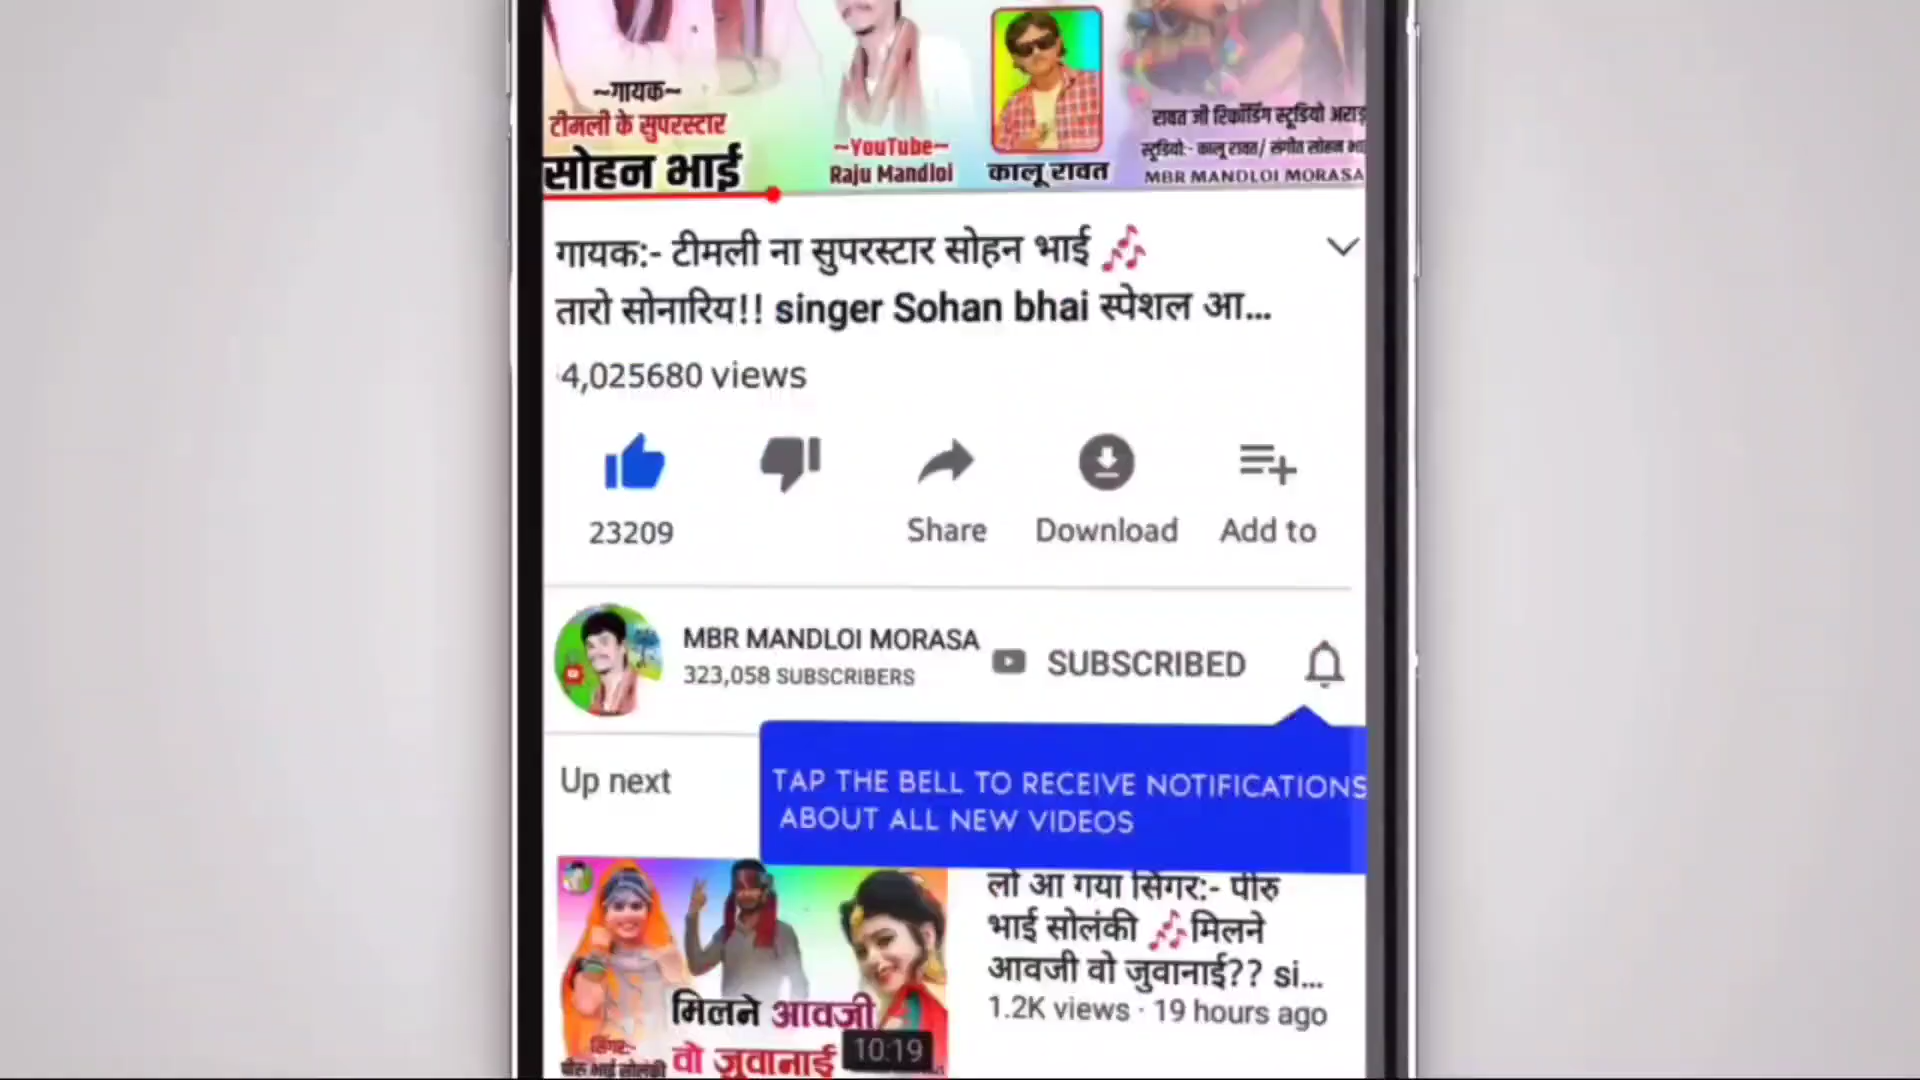 ~गायक~
टीमली के सुपरस्टार
सोहन भाई
~YouTube~
Raju Mandloi
कालू रावत
रावत जी रिकॉर्डिंग स्टूडियो
स्टूडियो:- कालू रावत/ संगीत सोहन
MBR MANDLOI MORASA
गायक:- टीमली ना सुपरस्टार सोहन भाई 🎶
तारो सोनारिय!! singer Sohan bhai स्पेशल आ...
4,025680 views
23209
Share
Download
Add to
MBR MANDLOI MORASA
323,058 SUBSCRIBERS
SUBSCRIBED
TAP THE BELL TO RECEIVE NOTIFICATIONS
ABOUT ALL NEW VIDEOS
Up next
मिलने आवजी
वो जुवानाई
सिंगर:-
पीरु भाई सोलंकी
10:19
लो आ गया सिंगर:- पीरु
भाई सोलंकी 🎶मिलने
आवजी वो जुवानाई?? si...
1.2K views · 19 hours ago